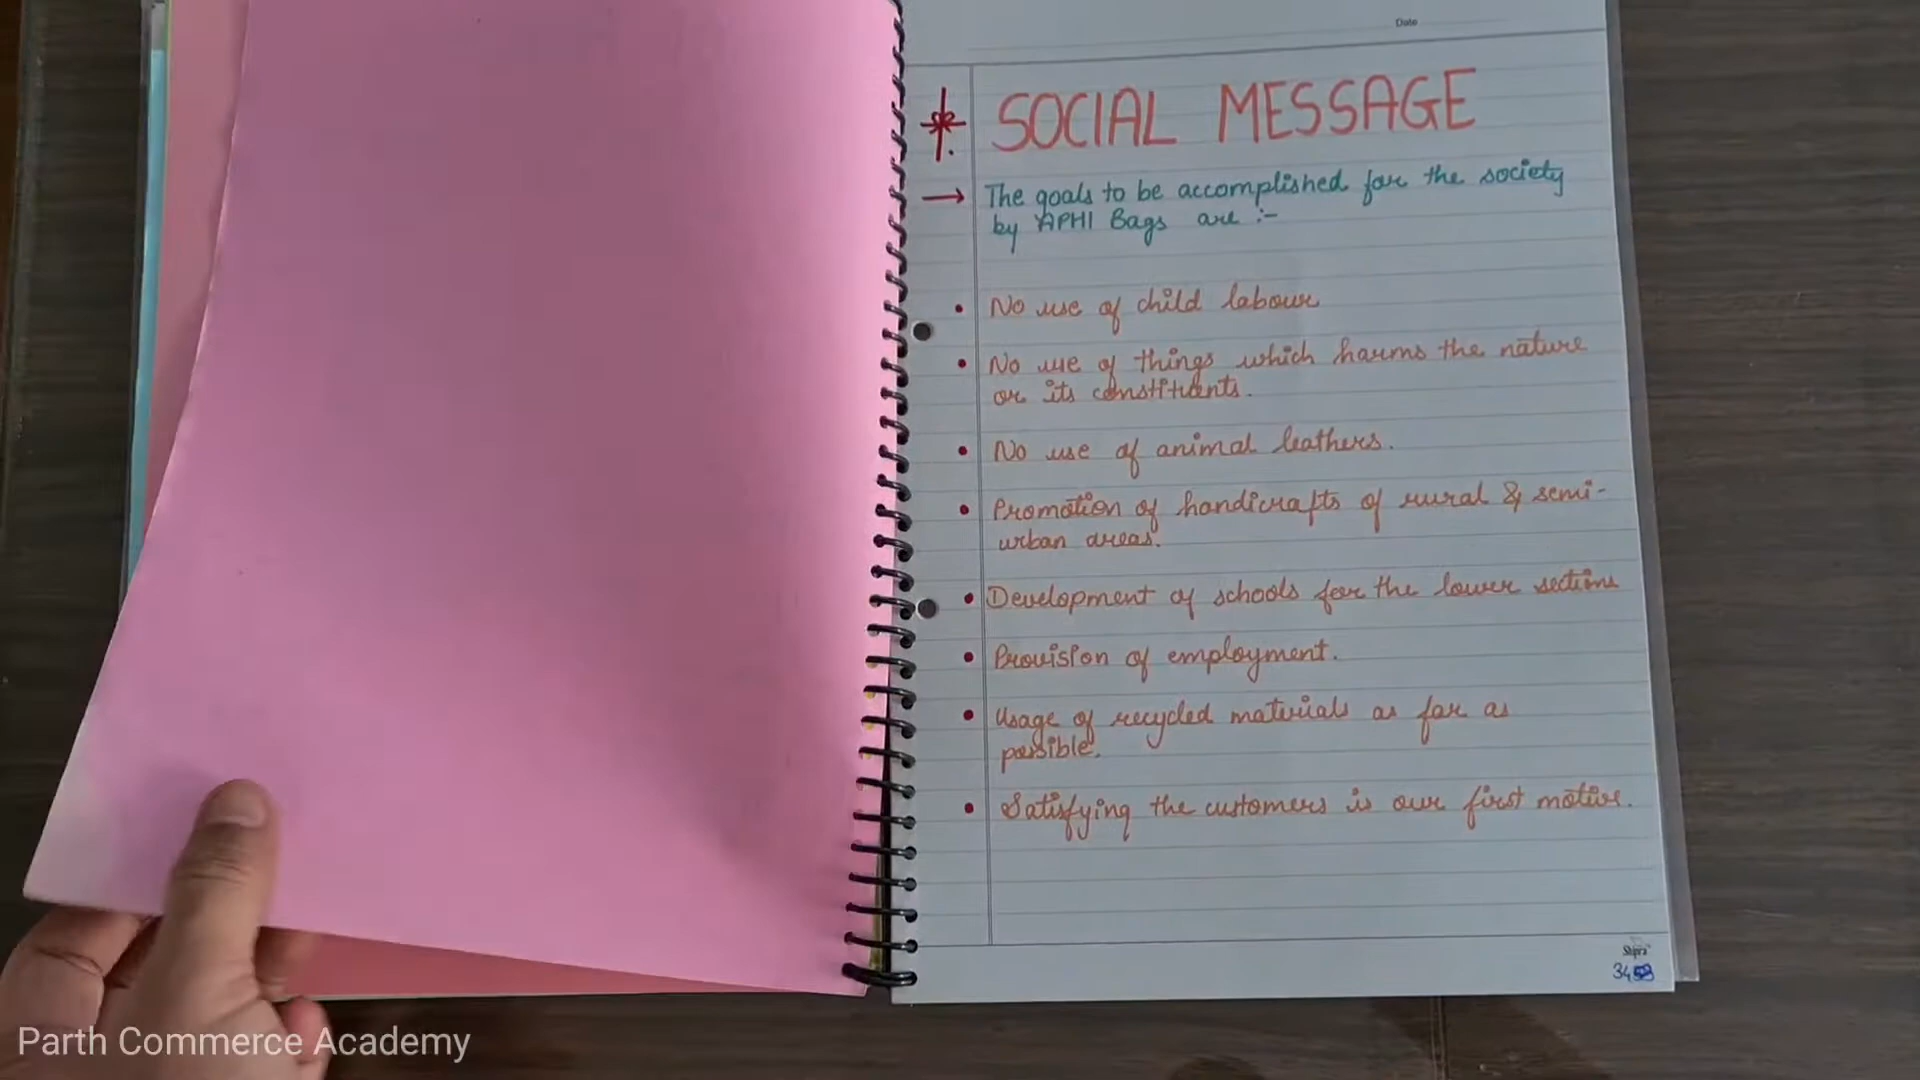 Date
SOCIAL MESSAGE
→ The goals to be accomplished for the society
by APHI Bags are :-
• No use of child labour
• No use of things which harms the nature
or its constituents.
• No use of animal leathers.
• Promotion of handicrafts of rural & semi-
urban areas.
• Development of schools for the lower sections
• Provision of employment.
• Usage of recycled materials as far as
possible.
• Satisfying the customers is our first motive.
Shipra
34
Parth Commerce Academy